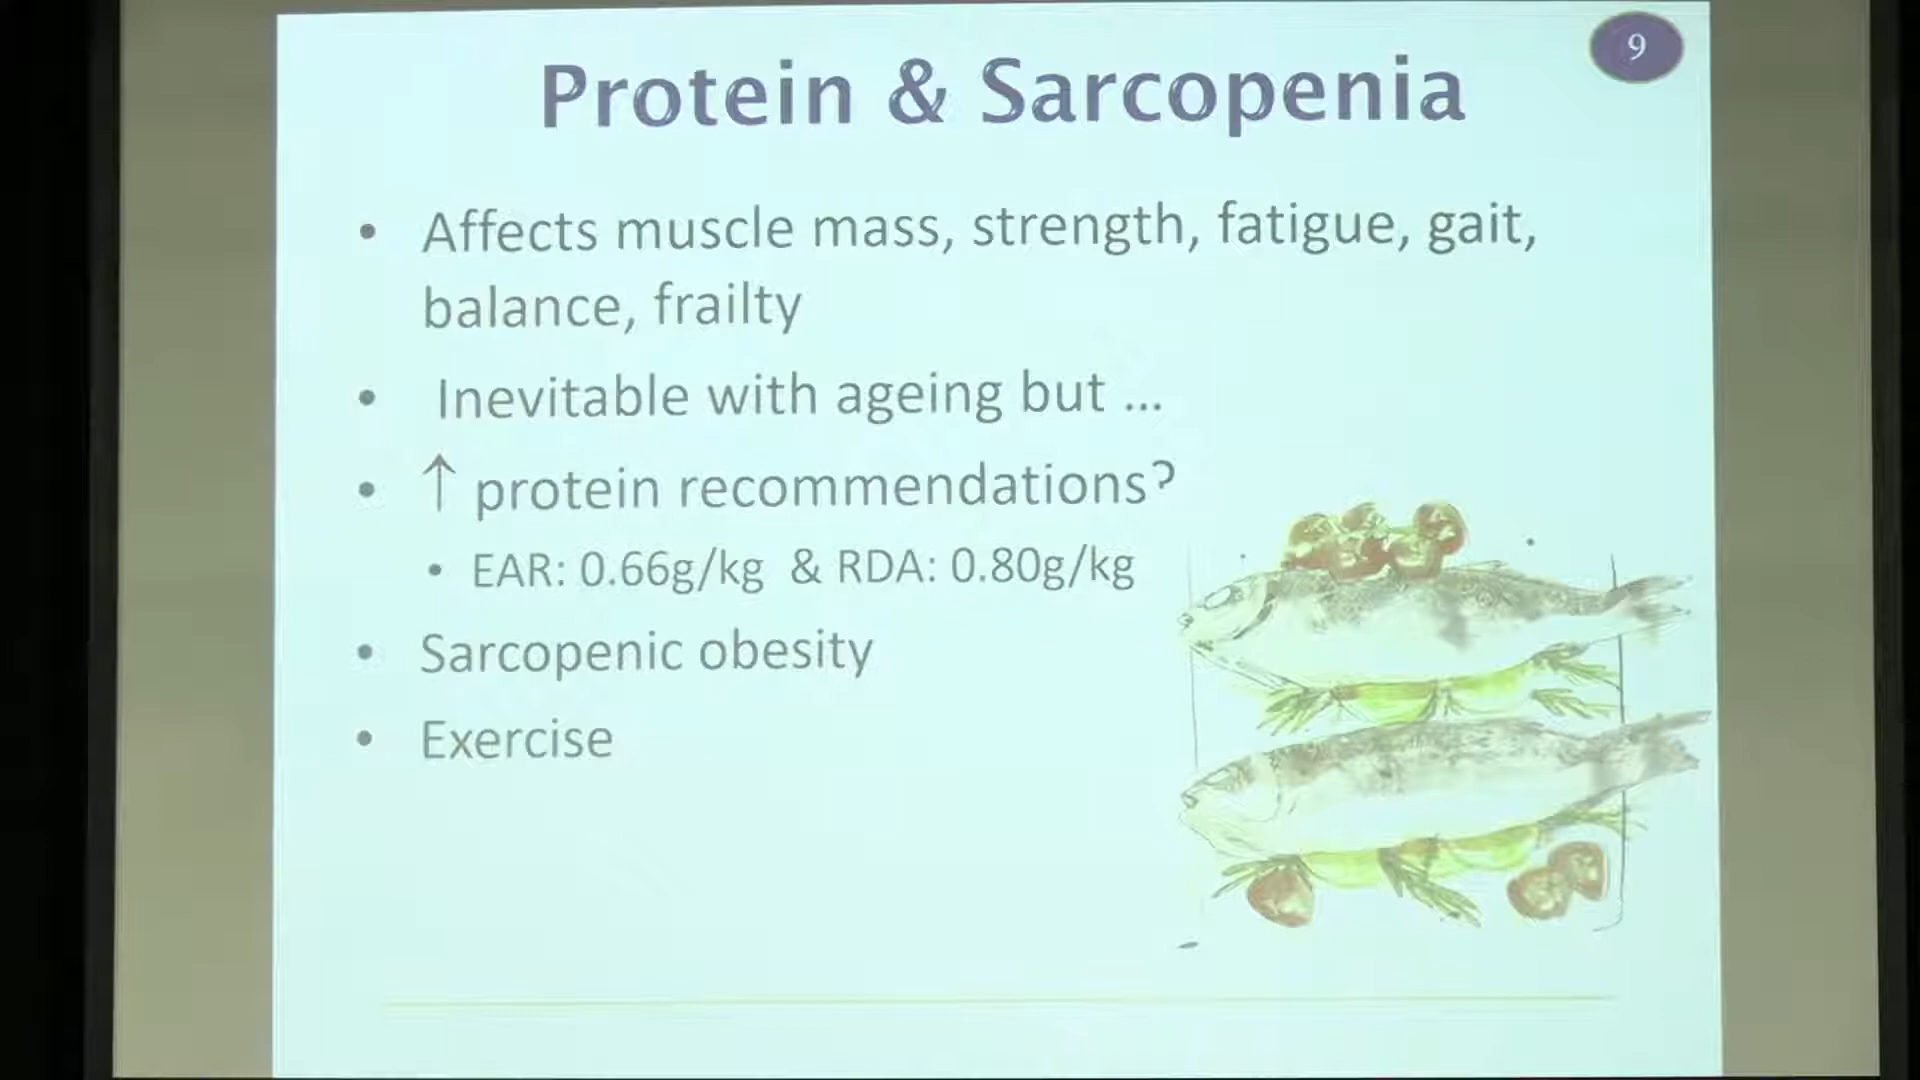 9
Protein & Sarcopenia
• Affects muscle mass, strength, fatigue, gait,
balance, frailty
• Inevitable with ageing but ...
• ↑ protein recommendations?
• EAR: 0.66g/kg & RDA: 0.80g/kg
• Sarcopenic obesity
• Exercise